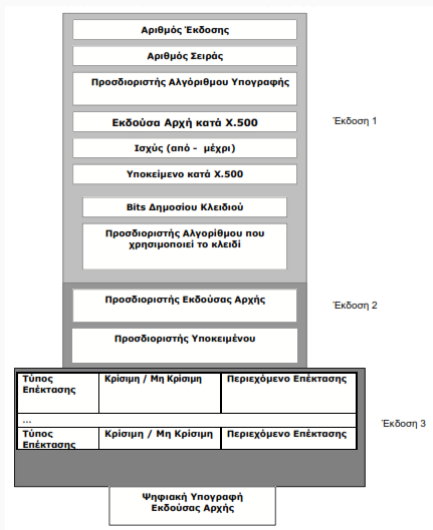 Αριθμός Έκδοσης
Αριθμός Σειράς
Προσδιοριστής Αλγόριθμου Υπογραφής
Εκδούσα Αρχή κατά Χ.500
Ισχύς (από - μέχρι)
Υποκείμενο κατά Χ.500
Bits Δημοσίου Κλειδιού
Προσδιοριστής Αλγορίθμου που
χρησιμοποιεί το κλειδί
Έκδοση 1
Προσδιοριστής Εκδούσας Αρχής
Προσδιοριστής Υποκειμένου
Έκδοση 2
Τύπος
Επέκτασης
Κρίσιμη / Μη Κρίσιμη
Περιεχόμενο Επέκτασης
...
Τύπος
Επέκτασης
Κρίσιμη / Μη Κρίσιμη
Περιεχόμενο Επέκτασης
Έκδοση 3
Ψηφιακή Υπογραφή
Εκδούσας Αρχής